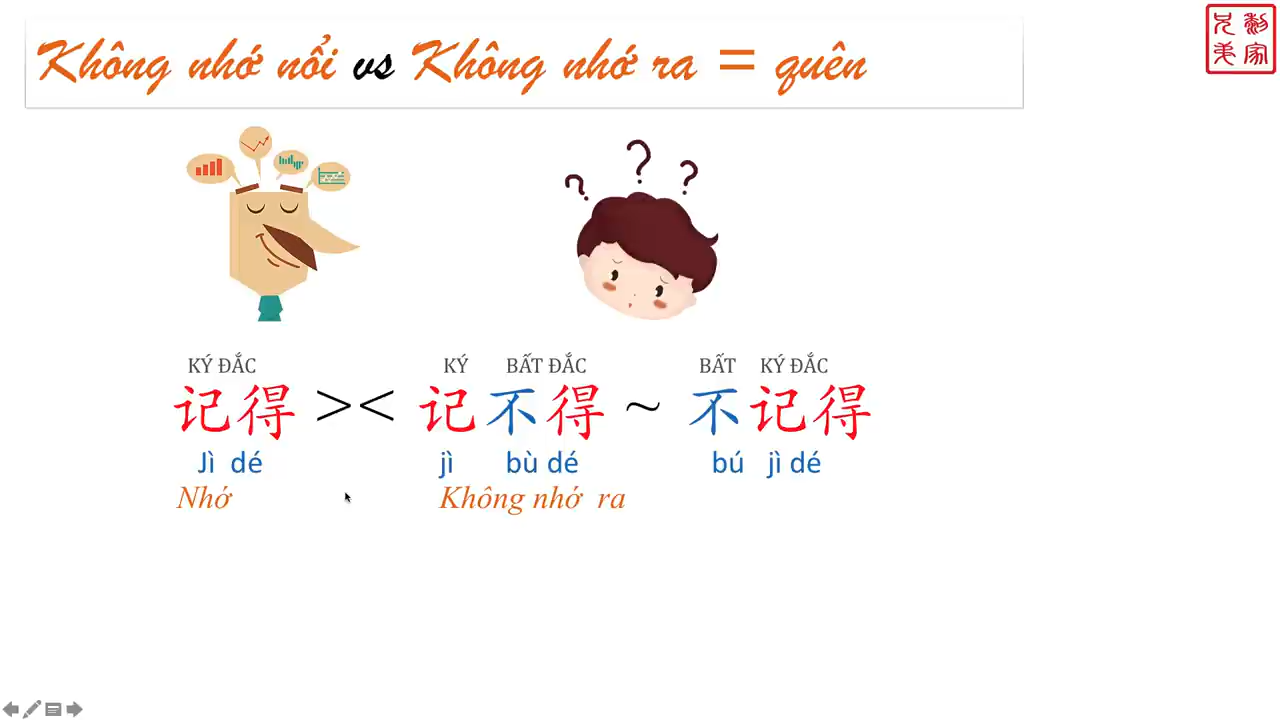 Không nhớ nổi vs Không nhớ ra = quên
KÝ ĐẮC KÝ BẤT ĐẮC BẤT KÝ ĐẮC
记得 >< 记不得 ~ 不记得
Jì dé jì bù dé bú jì dé
Nhớ Không nhớ ra